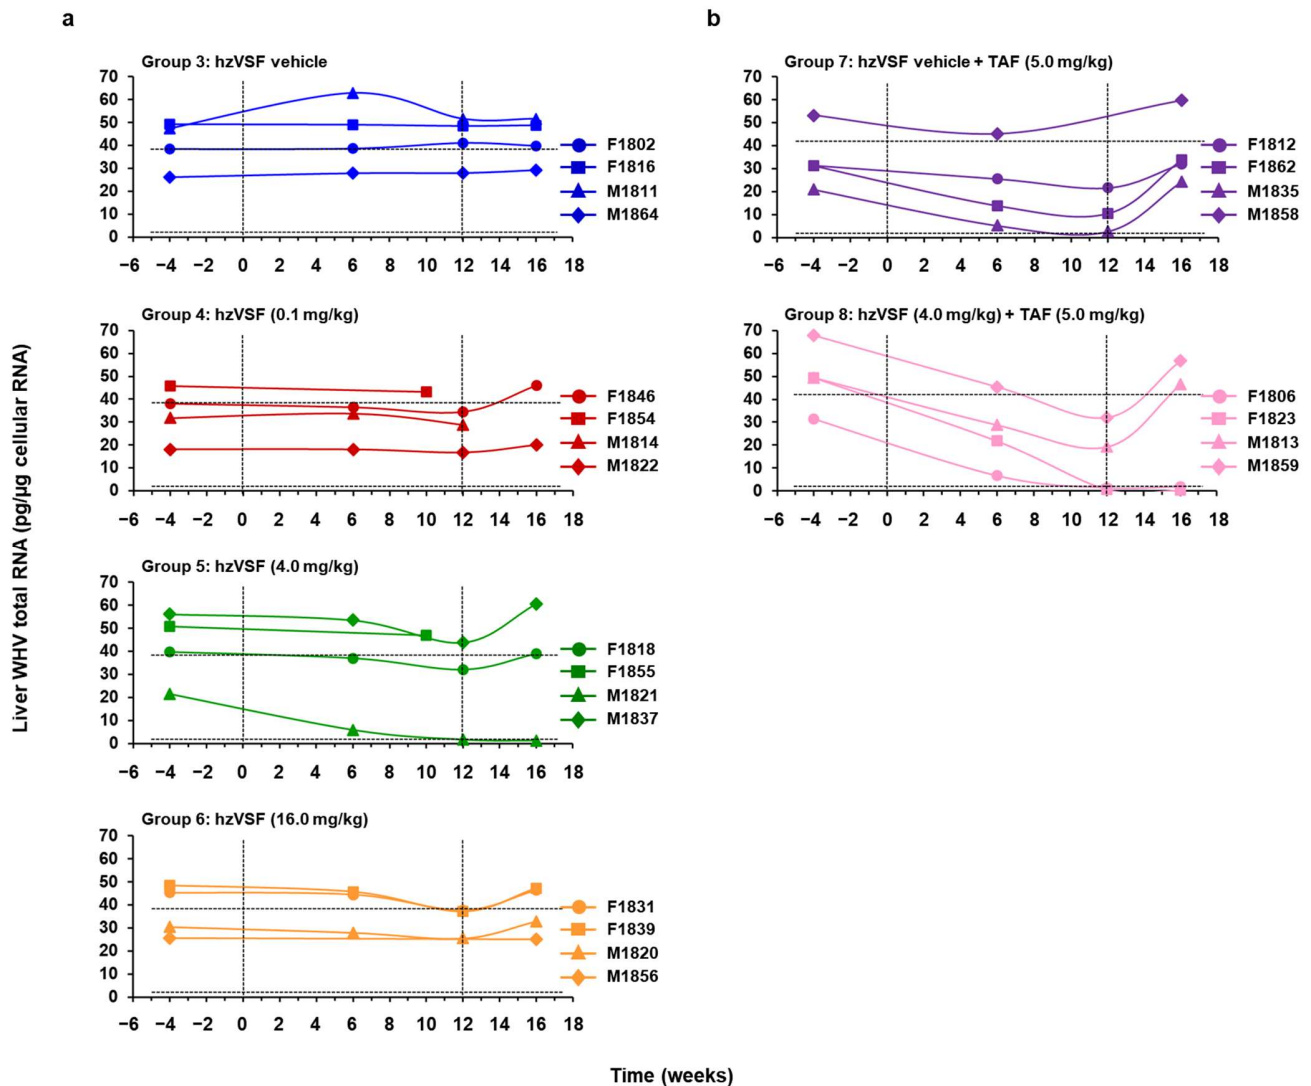 a
b
Liver WHV total RNA (pg/µg cellular RNA)
Group 3: hzVSF vehicle
70
60
50
40
30
20
10
0
−6 −4 −2 0 2 4 6 8 10 12 14 16 18
F1802
F1816
M1811
M1864
Group 4: hzVSF (0.1 mg/kg)
70
60
50
40
30
20
10
0
−6 −4 −2 0 2 4 6 8 10 12 14 16 18
F1846
F1854
M1814
M1822
Group 5: hzVSF (4.0 mg/kg)
70
60
50
40
30
20
10
0
−6 −4 −2 0 2 4 6 8 10 12 14 16 18
F1818
F1855
M1821
M1837
Group 6: hzVSF (16.0 mg/kg)
70
60
50
40
30
20
10
0
−6 −4 −2 0 2 4 6 8 10 12 14 16 18
F1831
F1839
M1820
M1856
Group 7: hzVSF vehicle + TAF (5.0 mg/kg)
70
60
50
40
30
20
10
0
−6 −4 −2 0 2 4 6 8 10 12 14 16 18
F1812
F1862
M1835
M1858
Group 8: hzVSF (4.0 mg/kg) + TAF (5.0 mg/kg)
70
60
50
40
30
20
10
0
−6 −4 −2 0 2 4 6 8 10 12 14 16 18
F1806
F1823
M1813
M1859
Time (weeks)